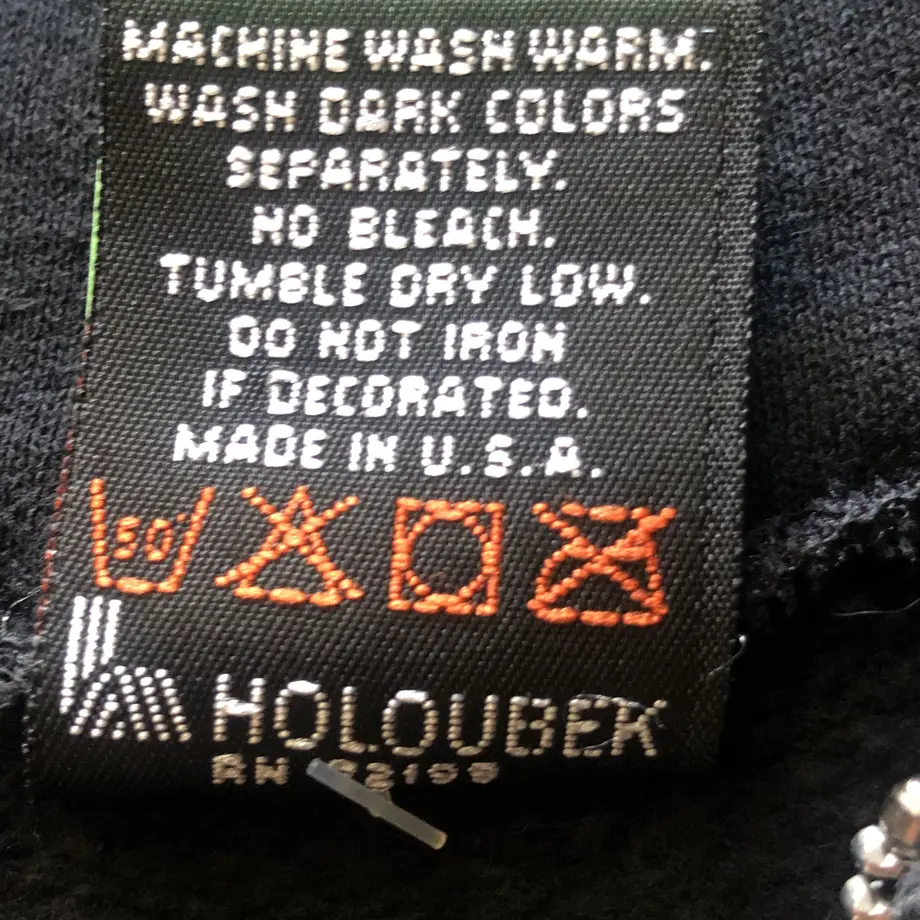 MACHINE WASH WARM.
WASH DARK COLORS
SEPARATELY.
NO BLEACH.
TUMBLE DRY LOW.
DO NOT IRON
IF DECORATED.
MADE IN U.S.A.
50°
HOLOUBEK
RN